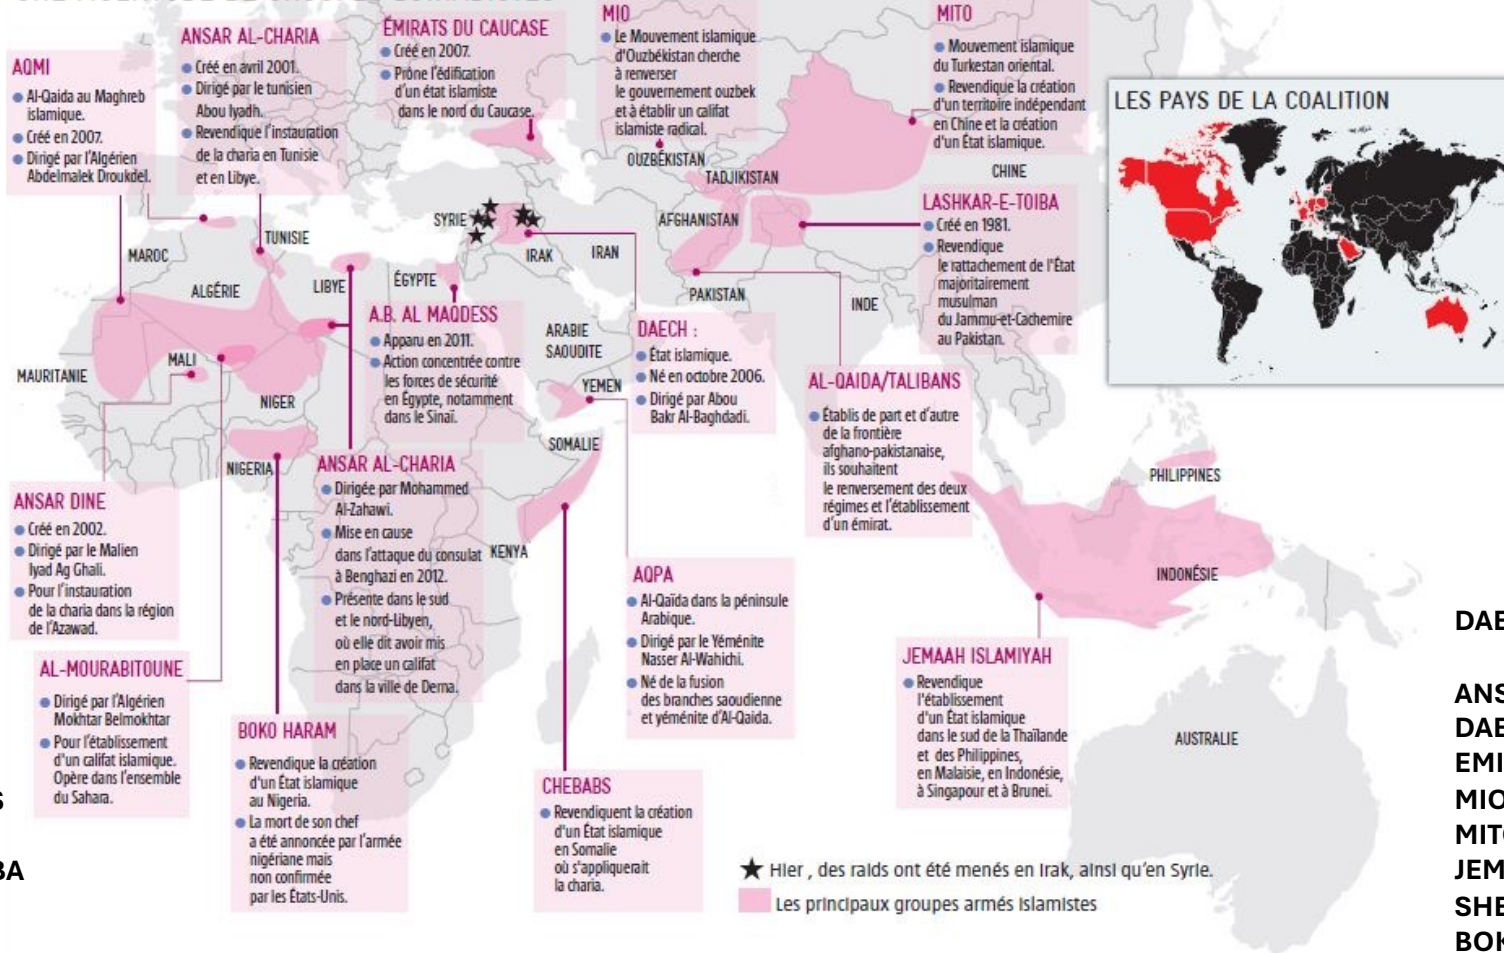 AQMI
Al-Qaida au Maghreb
islamique.
Créé en 2007.
Dirigé par l'Algérien
Abdelmalek Droukdel.
ANSAR AL-CHARIA
Créé en avril 2001.
Dirigé par le tunisien
Abou Iyadh.
Revendique l'instauration
de la charia en Tunisie
et en Libye.
ÉMIRATS DU CAUCASE
Créé en 2007.
Prône l'édification
d'un état islamiste
dans le nord du Caucase.
MIO
Le Mouvement islamique
d'Ouzbékistan cherche
à renverser
le gouvernement ouzbek
et à établir un califat
islamiste radical.
MITO
Mouvement islamique
du Turkestan oriental.
Revendique la création
d'un territoire indépendant
en Chine et la création
d'un État islamique.
LES PAYS DE LA COALITION
OUZBÉKISTAN
TADJIKISTAN
CHINE
AFGHANISTAN
SYRIE
IRAK
IRAN
PAKISTAN
INDE
MAROC
TUNISIE
ALGÉRIE
LIBYE
ÉGYPTE
ARABIE
SAOUDITE
YEMEN
MAURITANIE
MALI
NIGER
NIGERIA
SOMALIE
KENYA
PHILIPPINES
INDONÉSIE
AUSTRALIE
LASHKAR-E-TOIBA
Créé en 1981.
Revendique
le rattachement de l'État
majoritairement
musulman
du Jammu-et-Cachemire
au Pakistan.
A.B. AL MAQDESS
Apparu en 2011.
Action concentrée contre
les forces de sécurité
en Égypte, notamment
dans le Sinaï.
DAECH :
État islamique.
Né en octobre 2006.
Dirigé par Abou
Bakr Al-Baghdadi.
AL-QAIDA/TALIBANS
Établis de part et d'autre
de la frontière
afghano-pakistanaise,
ils souhaitent
le renversement des deux
régimes et l'établissement
d'un émirat.
ANSAR DINE
Créé en 2002.
Dirigé par le Malien
Iyad Ag Ghali.
Pour l'instauration
de la charia dans la région
de l'Azawad.
ANSAR AL-CHARIA
Dirigée par Mohammed
Al-Zahawi.
Mise en cause
dans l'attaque du consulat
à Benghazi en 2012.
Présente dans le sud
et le nord-Libyen,
où elle dit avoir mis
en place un califat
dans la ville de Derna.
AQPA
Al-Qaïda dans la péninsule
Arabique.
Dirigé par le Yéménite
Nasser Al-Wahichi.
Né de la fusion
des branches saoudienne
et yéménite d'Al-Qaida.
AL-MOURABITOUNE
Dirigé par l'Algérien
Mokhtar Belmokhtar
Pour l'établissement
d'un califat islamique.
Opère dans l'ensemble
du Sahara.
BOKO HARAM
Revendique la création
d'un État islamique
au Nigeria.
La mort de son chef
a été annoncée par l'armée
nigériane mais
non confirmée
par les États-Unis.
CHEBABS
Revendiquent la création
d'un État islamique
en Somalie
où s'appliquerait
la charia.
JEMAAH ISLAMIYAH
Revendique
l'établissement
d'un État islamique
dans le sud de la Thaïlande
et des Philippines,
en Malaisie, en Indonésie,
à Singapour et à Brunei.
Hier , des raids ont été menés en Irak, ainsi qu'en Syrie.
Les principaux groupes armés islamistes
S
BA
DAE
ANS
DAE
EMI
MIO
MIT
JEM
SHE
BOK